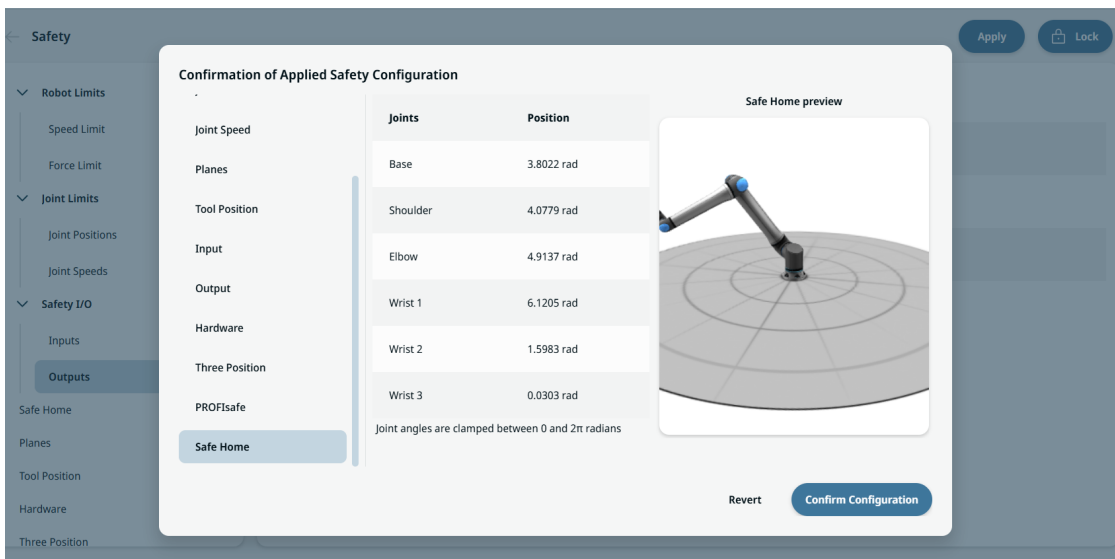 Safety
Apply
Lock
Robot Limits
Speed Limit
Force Limit
Joint Limits
Joint Positions
Joint Speeds
Safety I/O
Inputs
Outputs
Safe Home
Planes
Tool Position
Hardware
Three Position
Confirmation of Applied Safety Configuration
Joint Speed
Planes
Tool Position
Input
Output
Hardware
Three Position
PROFIsafe
Safe Home
Joints Position
Base 3.8022 rad
Shoulder 4.0779 rad
Elbow 4.9137 rad
Wrist 1 6.1205 rad
Wrist 2 1.5983 rad
Wrist 3 0.0303 rad
Joint angles are clamped between 0 and 2π radians
Safe Home preview
Revert
Confirm Configuration